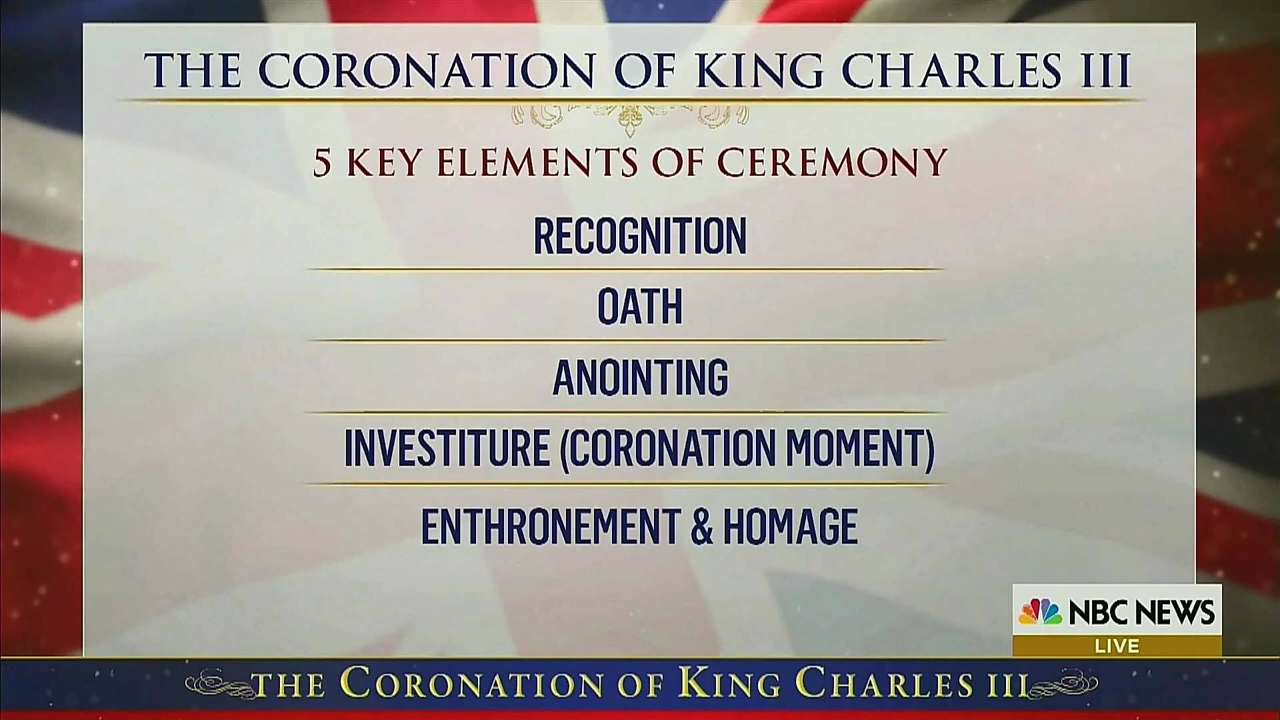 THE CORONATION OF KING CHARLES III
5 KEY ELEMENTS OF CEREMONY
RECOGNITION
OATH
ANOINTING
INVESTITURE (CORONATION MOMENT)
ENTHRONEMENT & HOMAGE
NBC NEWS
LIVE
THE CORONATION OF KING CHARLES III